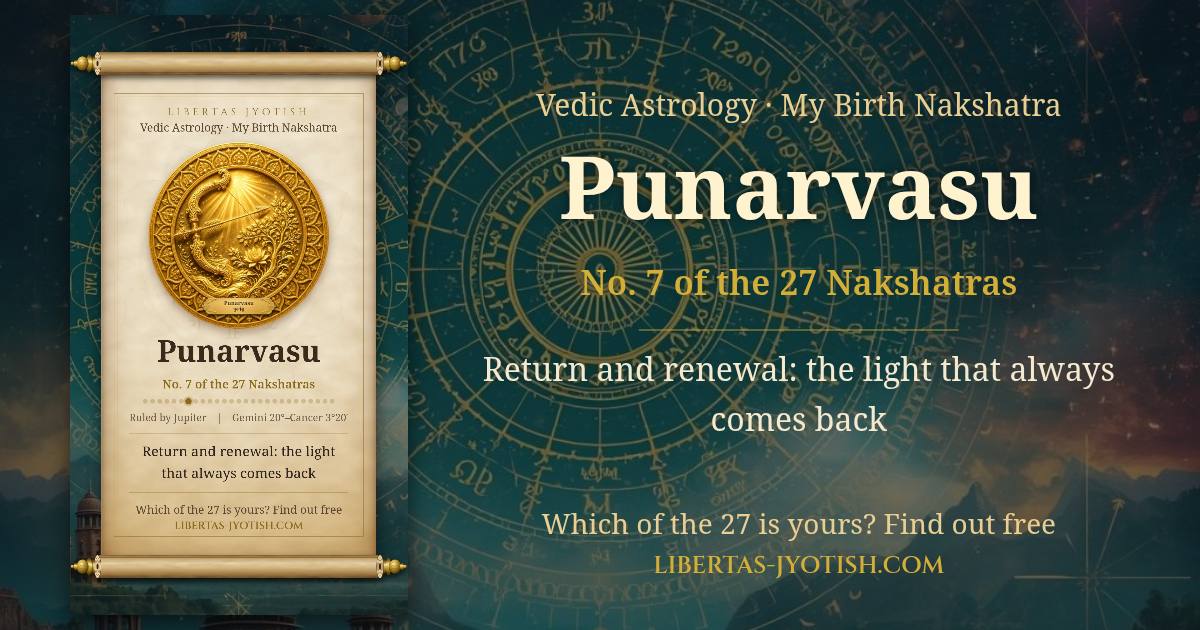 LIBERTAS JYOTISH
Vedic Astrology · My Birth Nakshatra
Punarvasu
Punarvasu
No. 7 of the 27 Nakshatras
Ruled by Jupiter | Gemini 20°–Cancer 3°20'
Return and renewal: the light
that always comes back
Which of the 27 is yours? Find out free
LIBERTAS-JYOTISH.COM
Vedic Astrology · My Birth Nakshatra
Punarvasu
No. 7 of the 27 Nakshatras
Return and renewal: the light that always
comes back
Which of the 27 is yours? Find out free
LIBERTAS-JYOTISH.COM